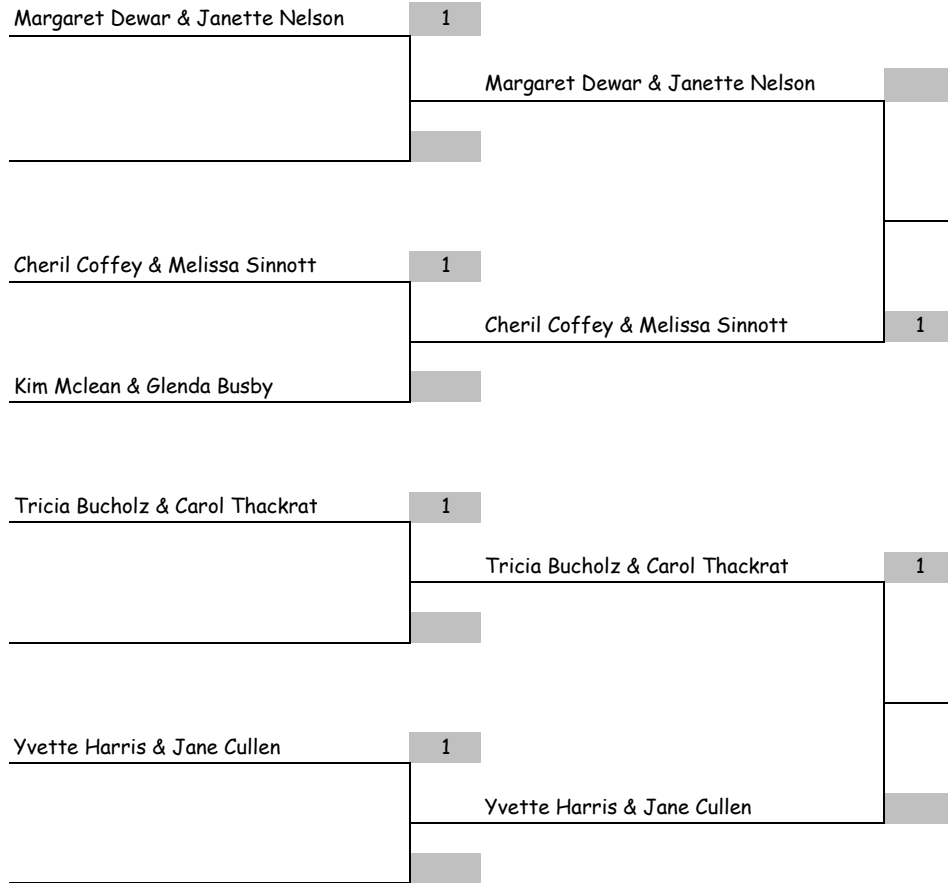 Margaret Dewar & Janette Nelson 1
Margaret Dewar & Janette Nelson
Cheril Coffey & Melissa Sinnott 1
Cheril Coffey & Melissa Sinnott 1
Kim Mclean & Glenda Busby
Tricia Bucholz & Carol Thackrat 1
Tricia Bucholz & Carol Thackrat 1
Yvette Harris & Jane Cullen 1
Yvette Harris & Jane Cullen